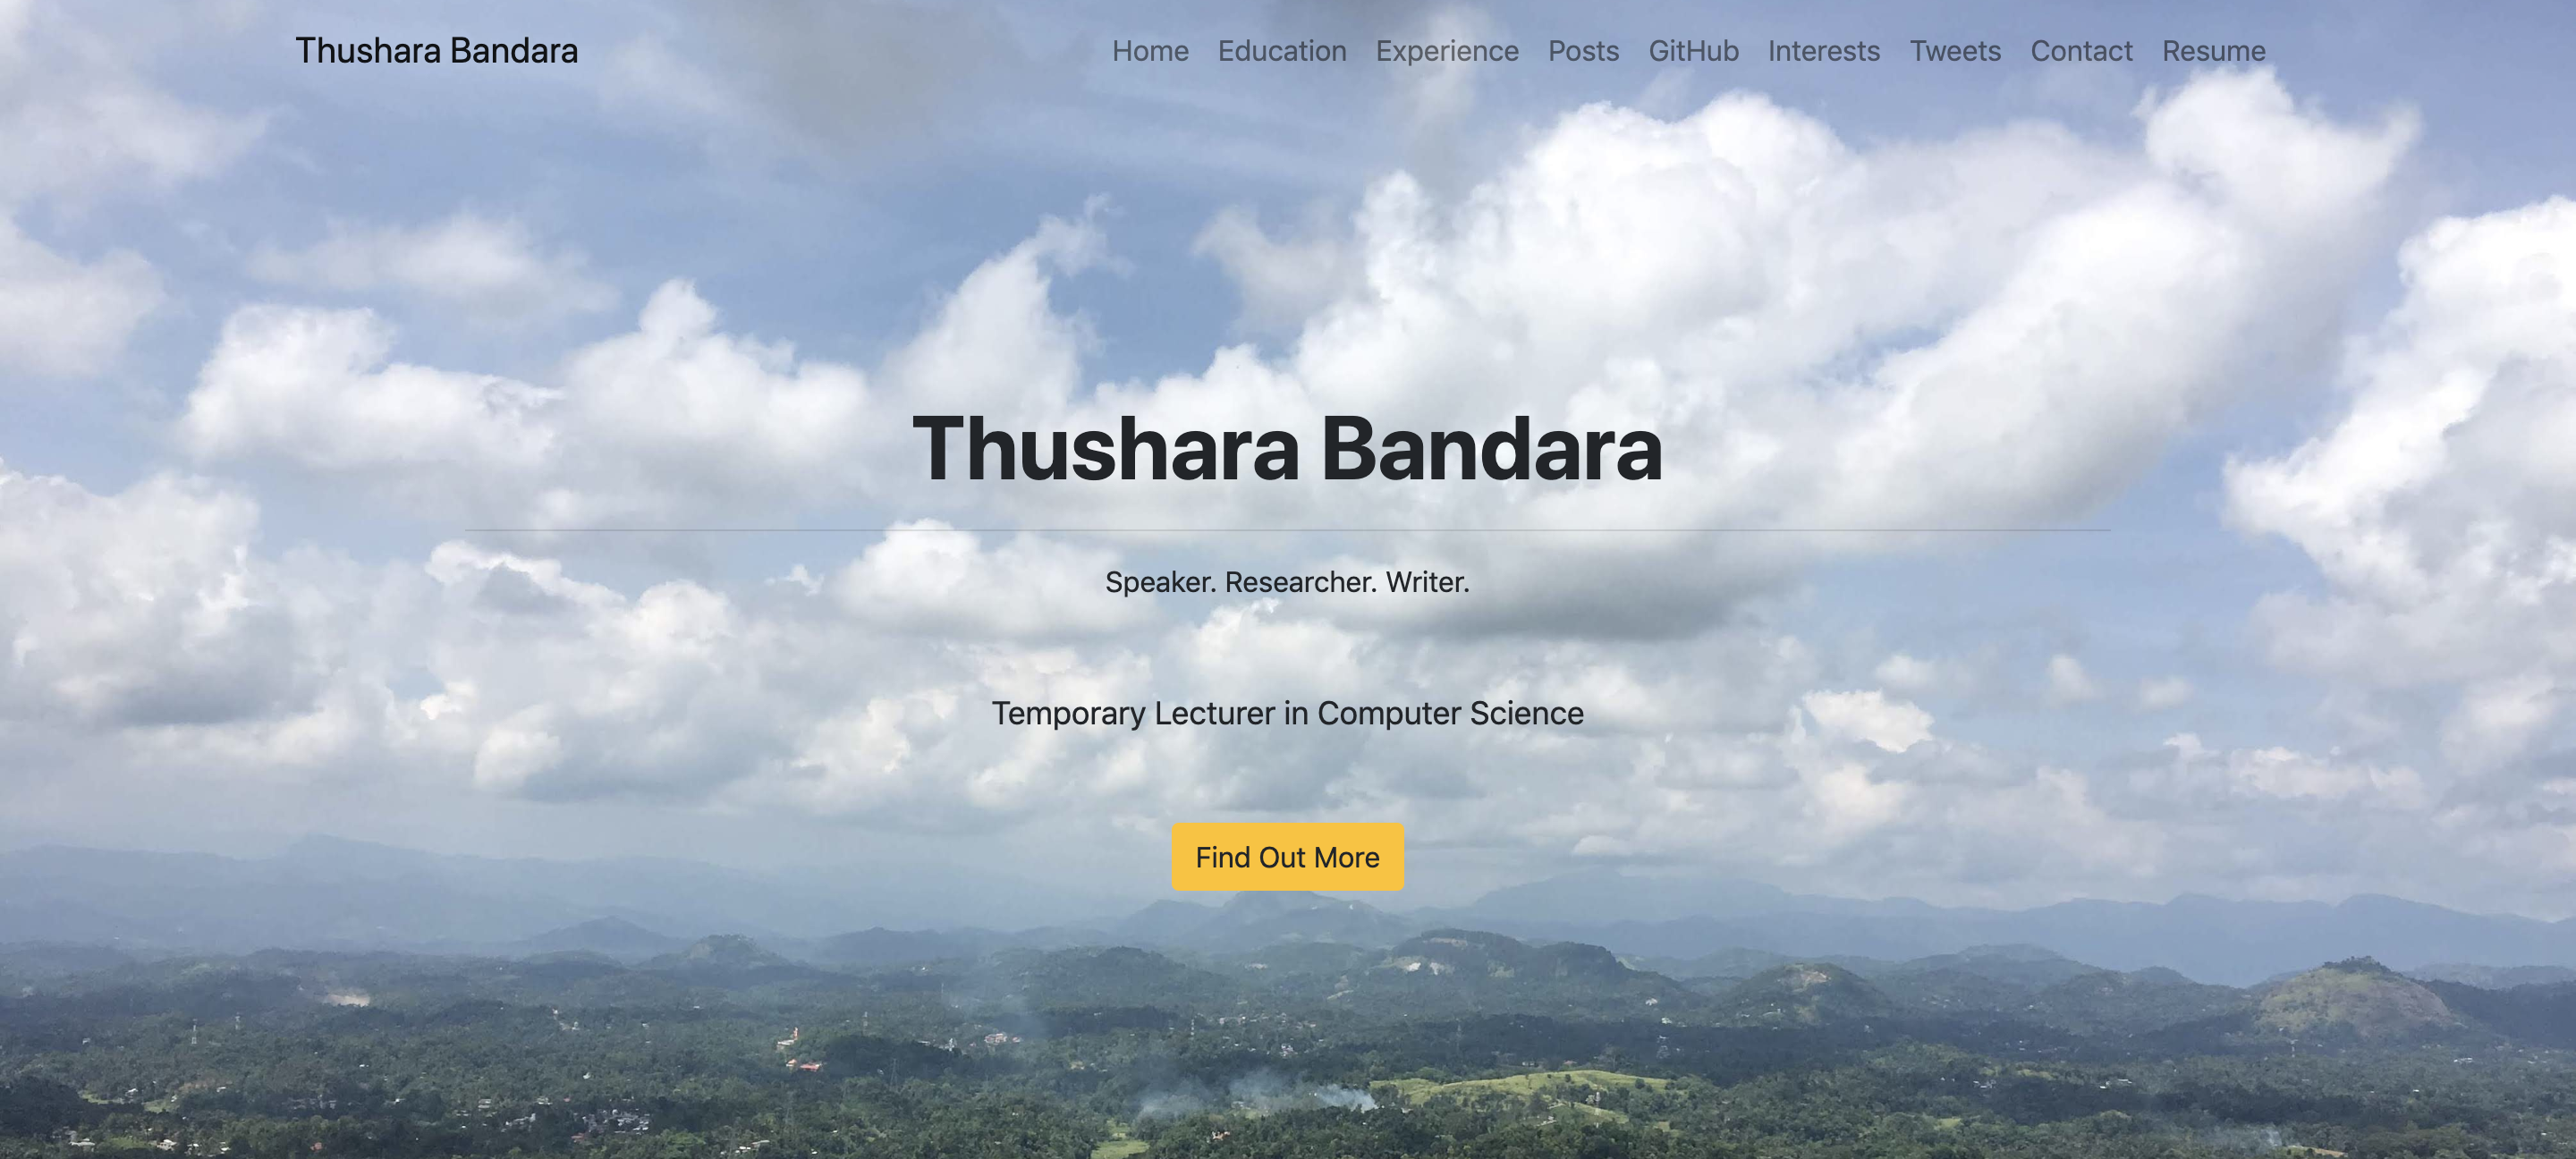 Thushara Bandara
Home Education Experience Posts GitHub Interests Tweets Contact Resume
Thushara Bandara
Speaker. Researcher. Writer.
Temporary Lecturer in Computer Science
Find Out More